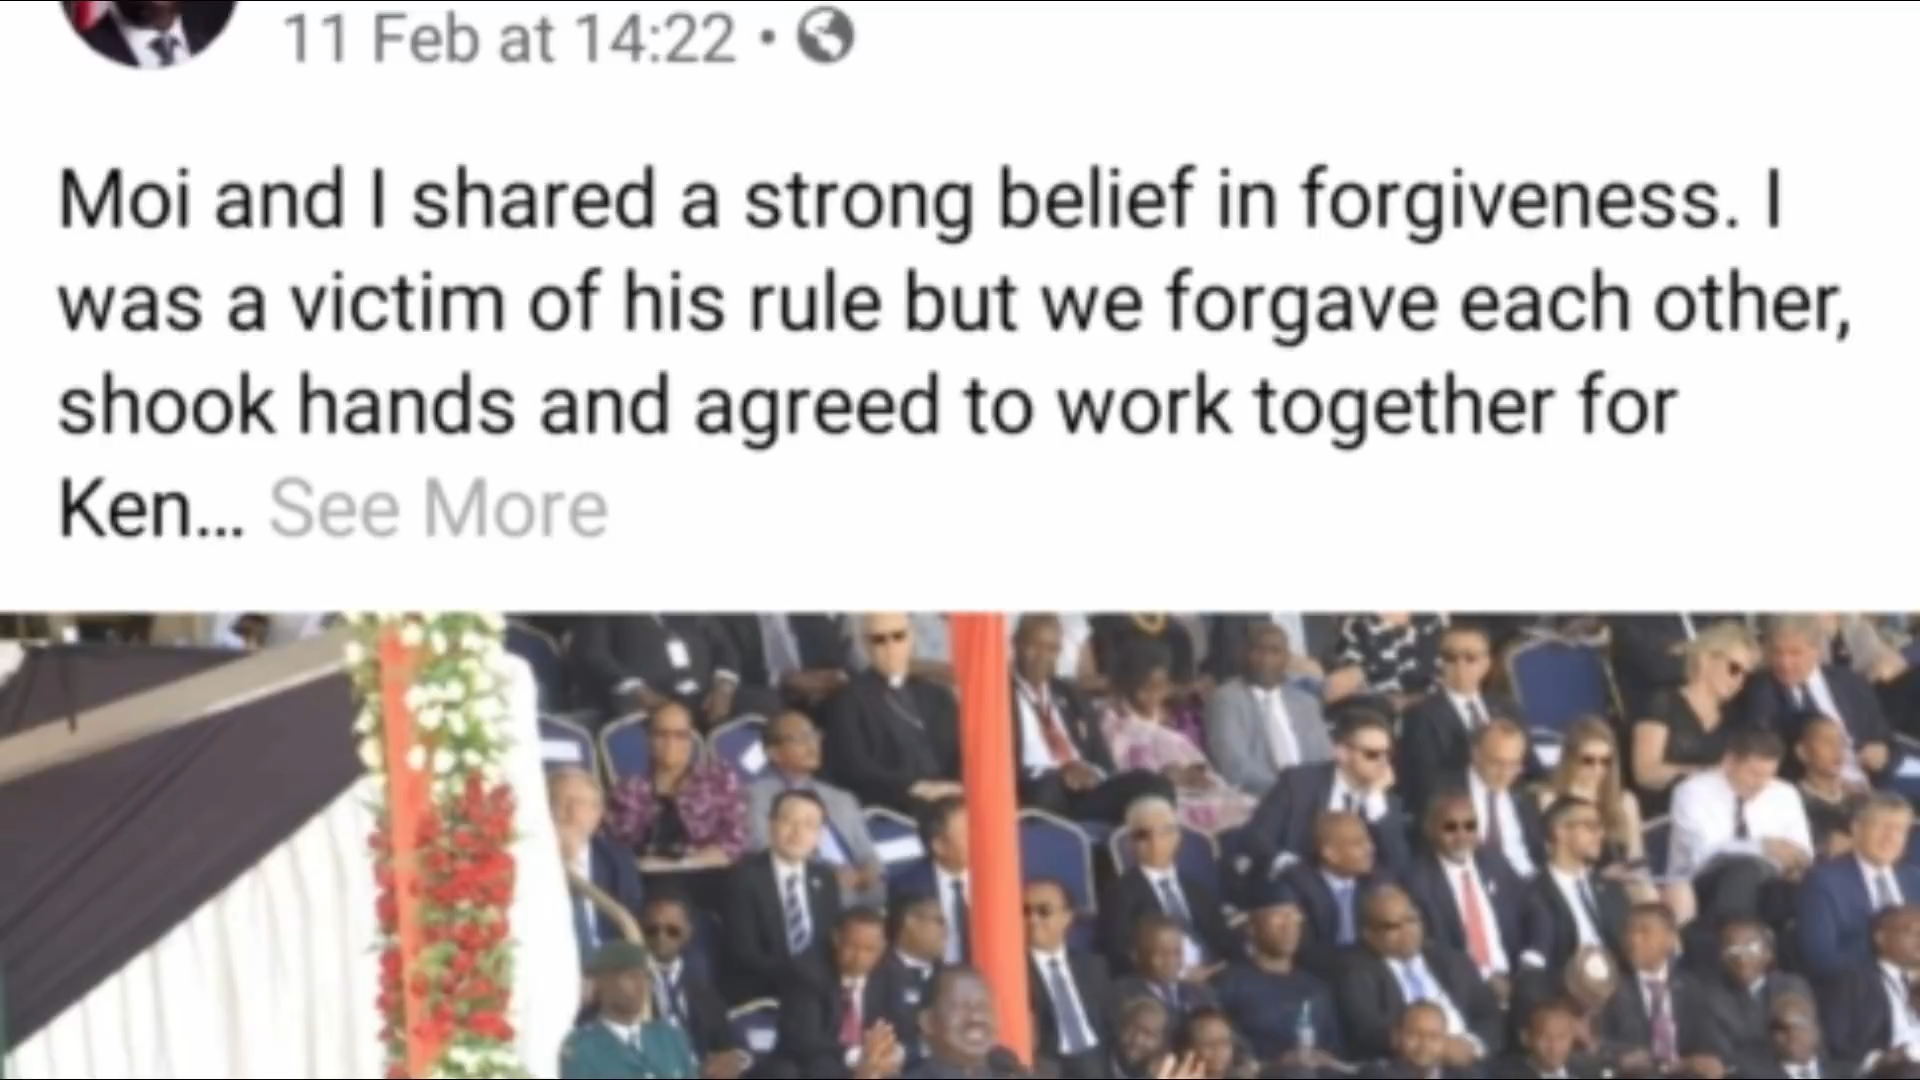 11 Feb at 14:22 •
Moi and I shared a strong belief in forgiveness. I
was a victim of his rule but we forgave each other,
shook hands and agreed to work together for
Ken... See More